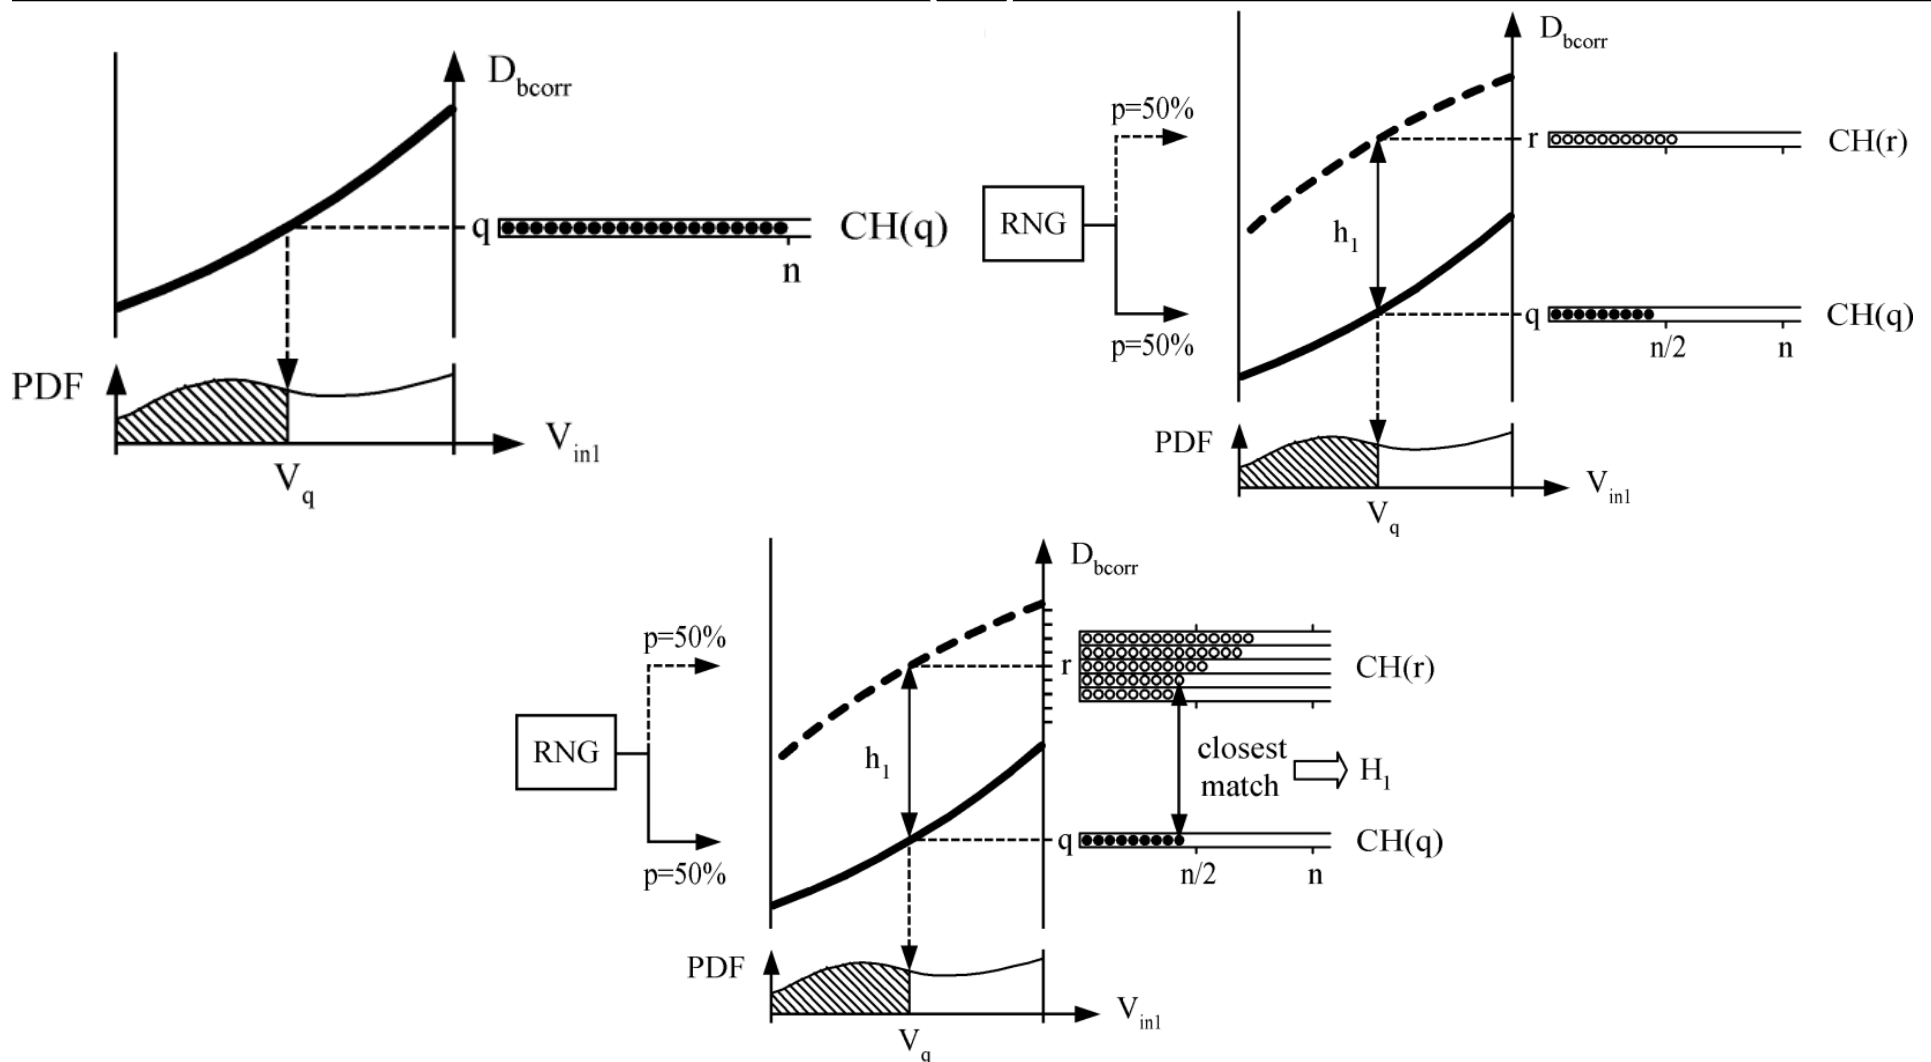 D_bcorr
q
CH(q)
n
PDF
V_in1
V_q
D_bcorr
p=50%
r
CH(r)
RNG
h_1
q
CH(q)
p=50%
n/2
n
PDF
V_in1
V_q
D_bcorr
p=50%
r
CH(r)
RNG
h_1
closest
match
H_1
q
CH(q)
p=50%
n/2
n
PDF
V_in1
V_q